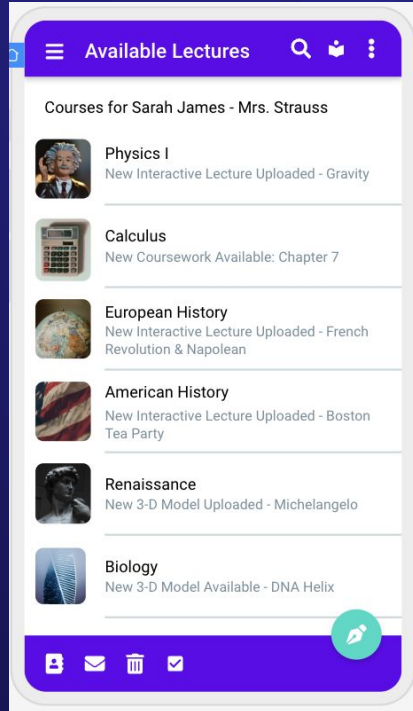 Available Lectures
Courses for Sarah James - Mrs. Strauss
Physics I
New Interactive Lecture Uploaded - Gravity
Calculus
New Coursework Available: Chapter 7
European History
New Interactive Lecture Uploaded - French
Revolution & Napolean
American History
New Interactive Lecture Uploaded - Boston
Tea Party
Renaissance
New 3-D Model Uploaded - Michelangelo
Biology
New 3-D Model Available - DNA Helix